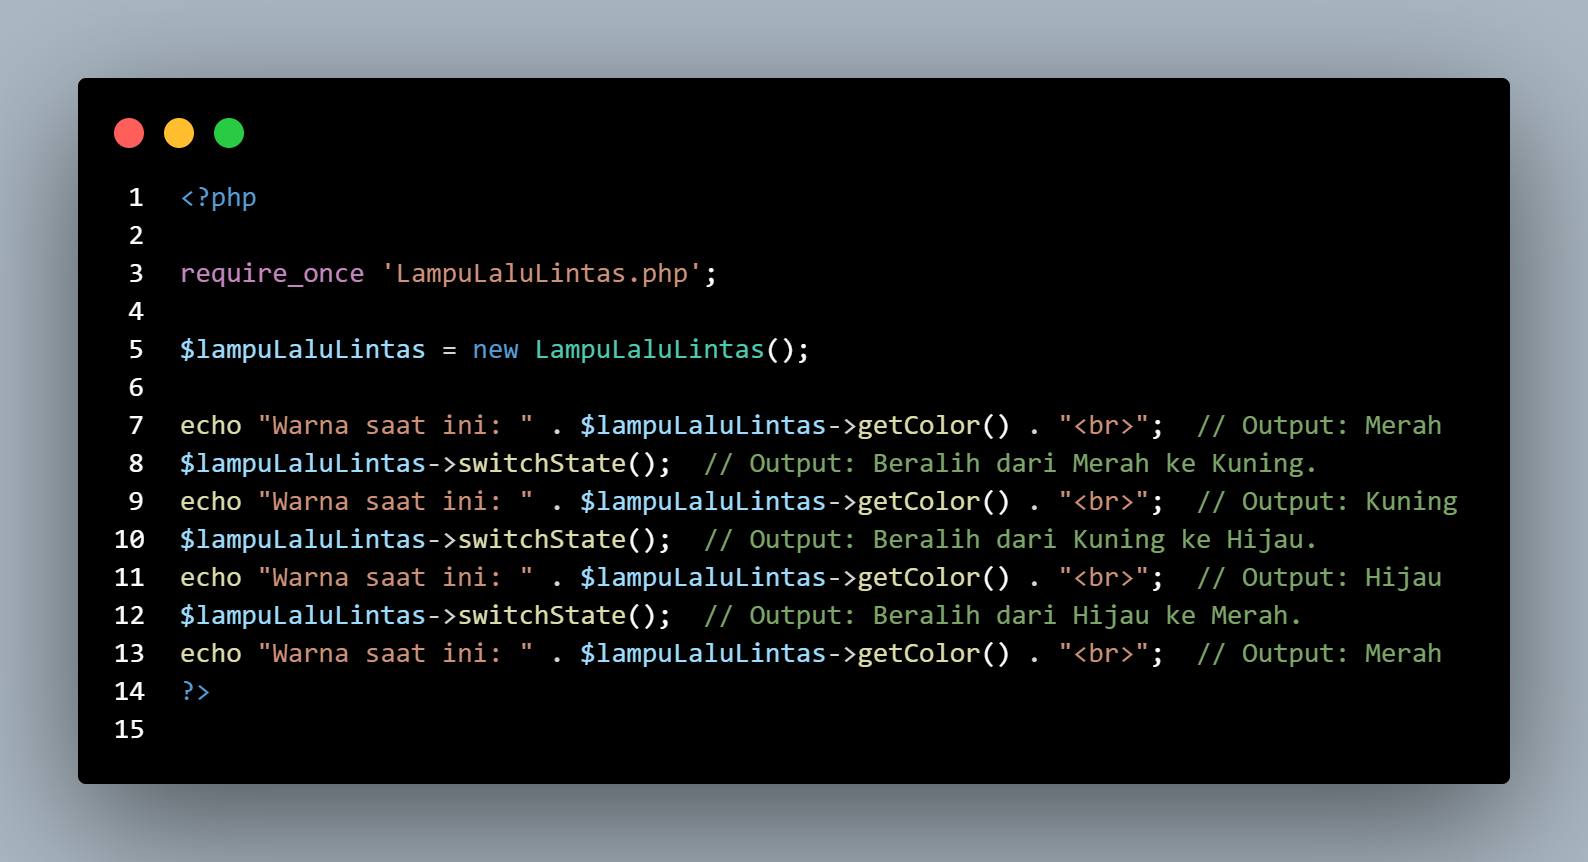 1 <?php
2
3 require_once 'LampuLaluLintas.php';
4
5 $lampuLaluLintas = new LampuLaluLintas();
6
7 echo "Warna saat ini: " . $lampuLaluLintas->getColor() . "<br>";  // Output: Merah
8 $lampuLaluLintas->switchState();  // Output: Beralih dari Merah ke Kuning.
9 echo "Warna saat ini: " . $lampuLaluLintas->getColor() . "<br>";  // Output: Kuning
10 $lampuLaluLintas->switchState();  // Output: Beralih dari Kuning ke Hijau.
11 echo "Warna saat ini: " . $lampuLaluLintas->getColor() . "<br>";  // Output: Hijau
12 $lampuLaluLintas->switchState();  // Output: Beralih dari Hijau ke Merah.
13 echo "Warna saat ini: " . $lampuLaluLintas->getColor() . "<br>";  // Output: Merah
14 ?>
15